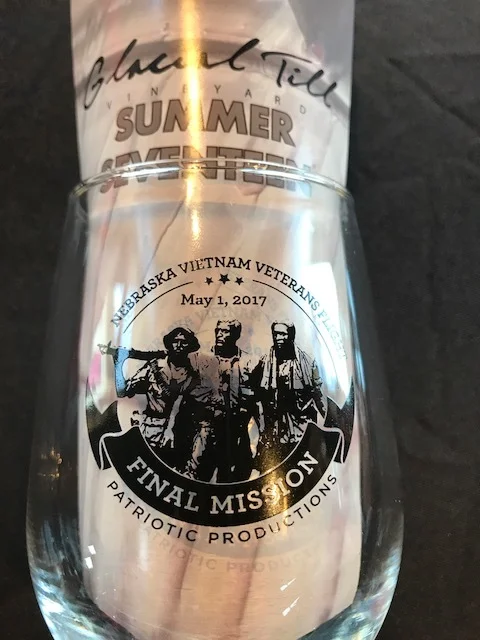 Glacial Till
VINEYARD
SUMMER
SEVENTEEN
NEBRASKA VIETNAM VETERANS FLIGHT
May 1, 2017
FINAL MISSION
PATRIOTIC PRODUCTIONS